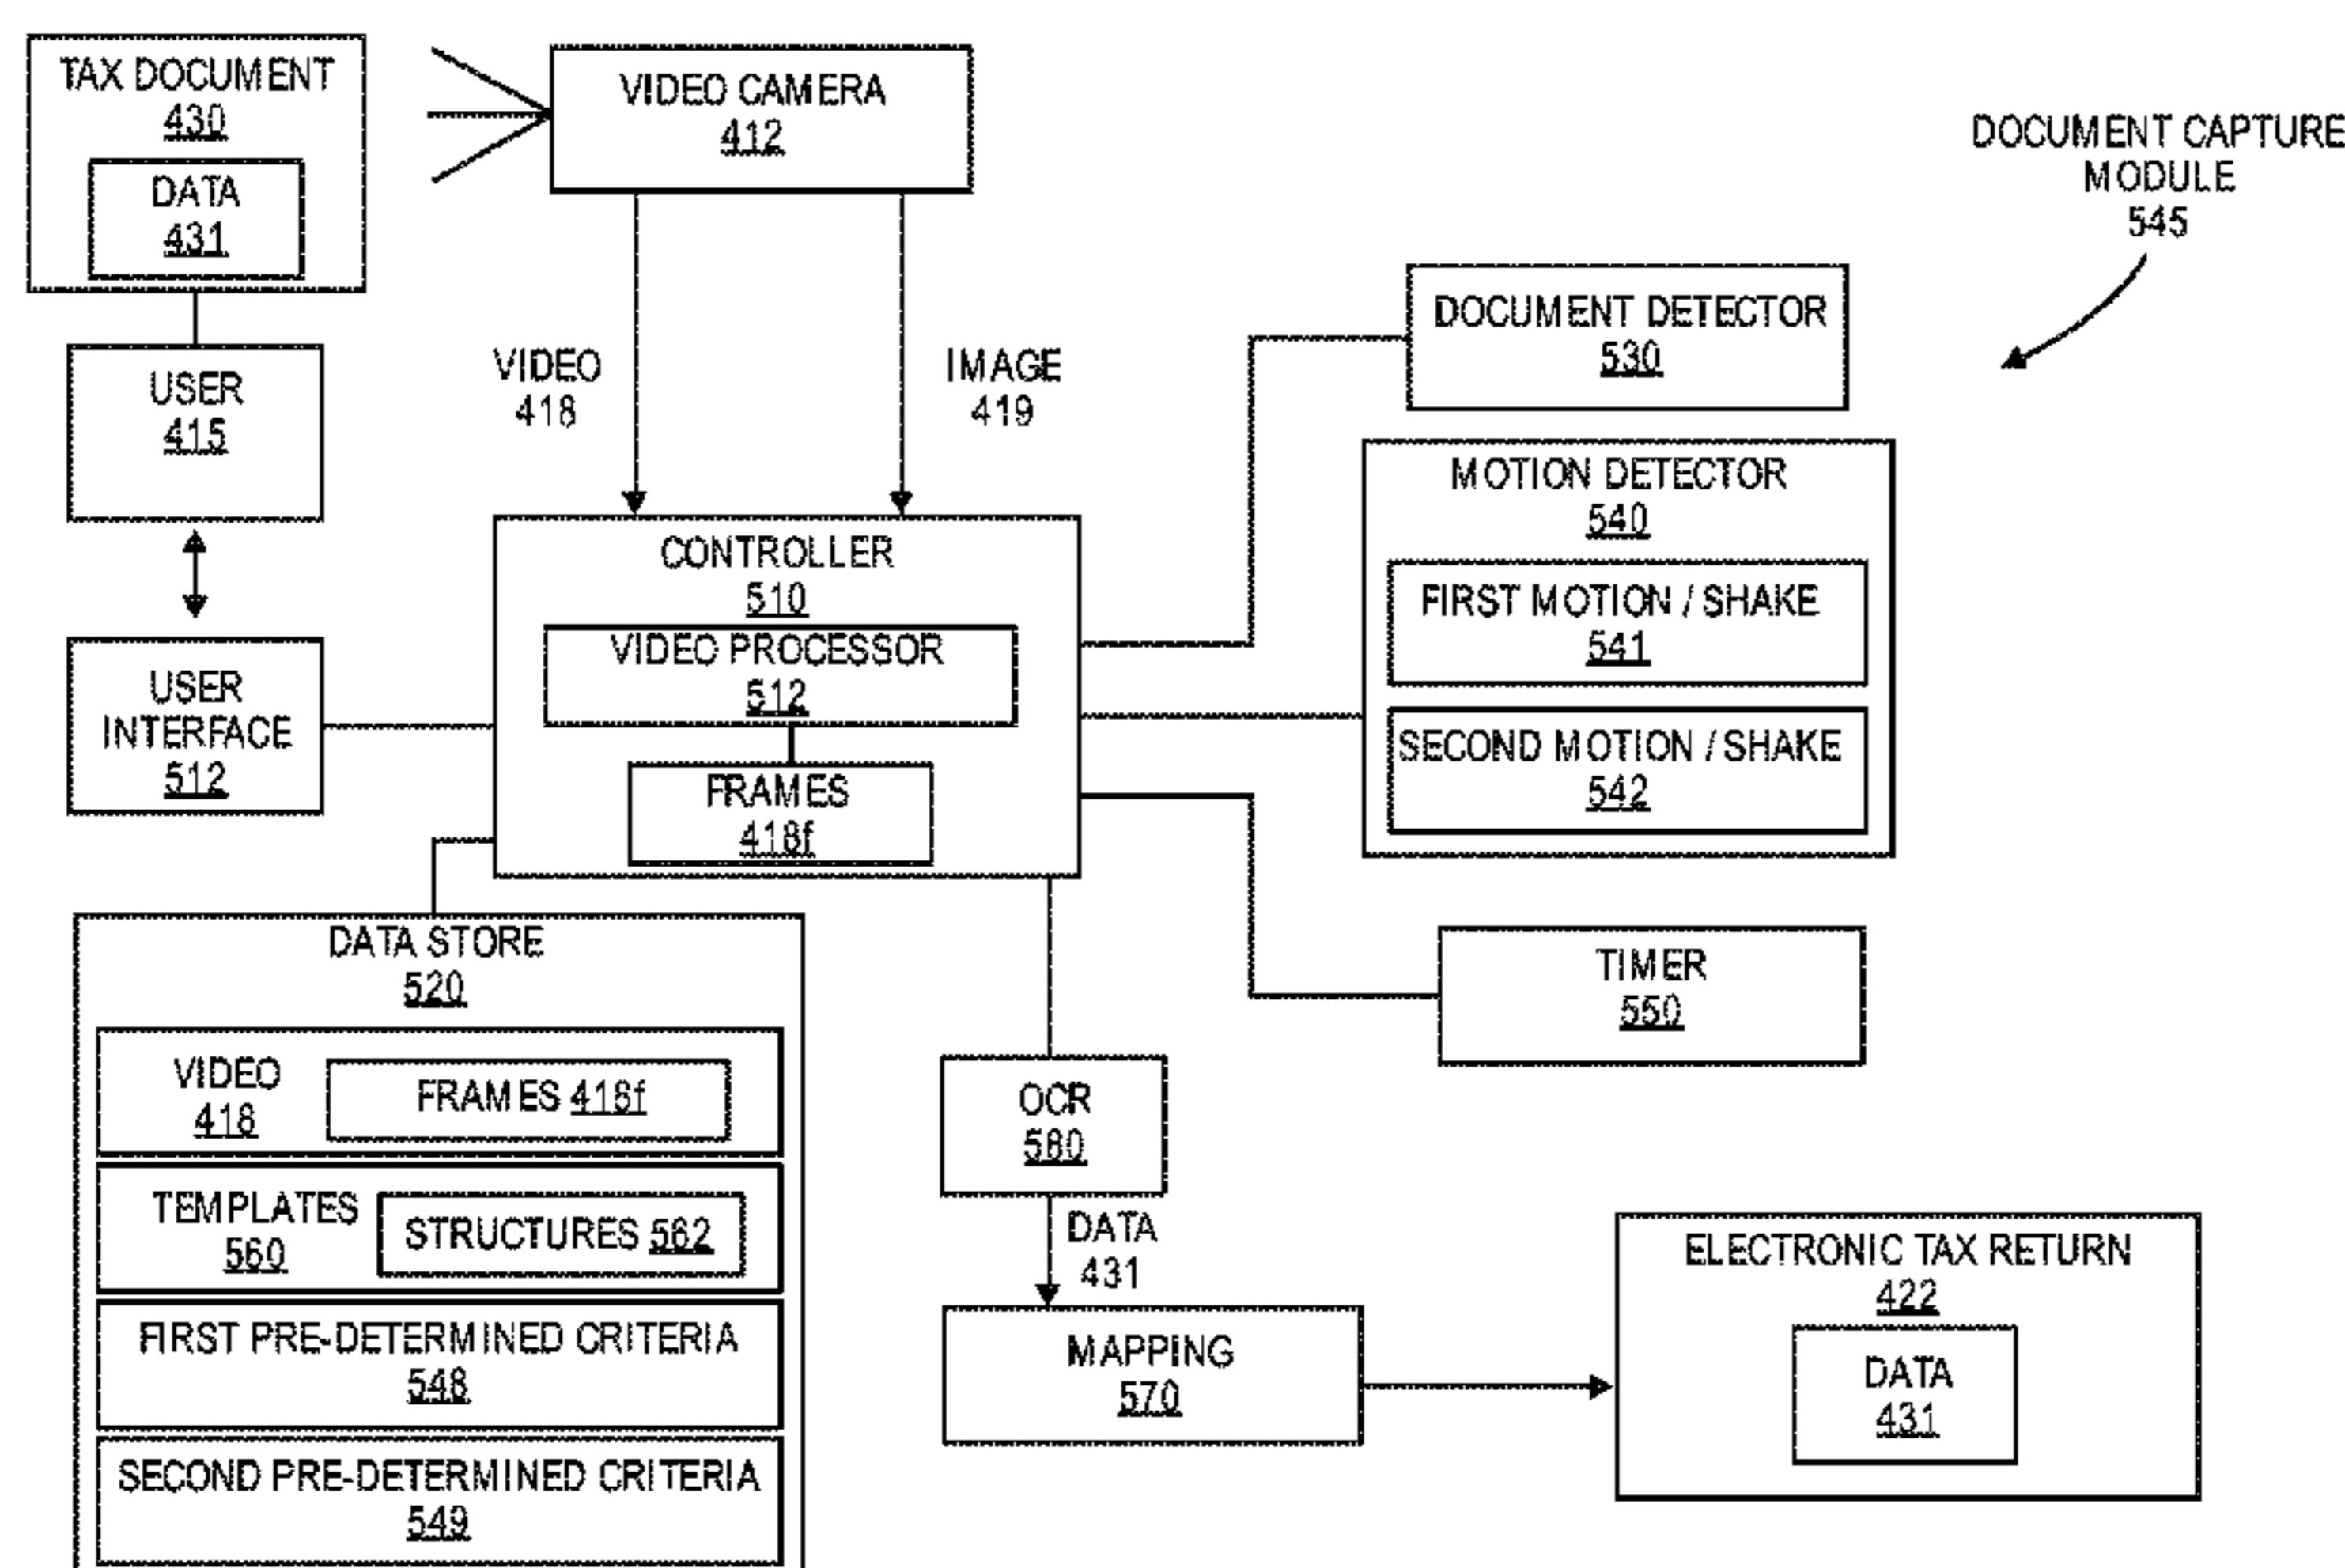 TAX DOCUMENT
430
DATA
431
VIDEO CAMERA
412
DOCUMENT CAPTURE
MODULE
545
USER
415
VIDEO
418
IMAGE
419
DOCUMENT DETECTOR
530
MOTION DETECTOR
540
FIRST MOTION / SHAKE
541
SECOND MOTION / SHAKE
542
CONTROLLER
510
VIDEO PROCESSOR
512
FRAMES
418f
USER
INTERFACE
512
DATA STORE
520
VIDEO
418
FRAMES 418f
TEMPLATES
560
STRUCTURES 562
FIRST PRE-DETERMINED CRITERIA
548
SECOND PRE-DETERMINED CRITERIA
549
TIMER
550
OCR
580
DATA
431
MAPPING
570
ELECTRONIC TAX RETURN
422
DATA
431